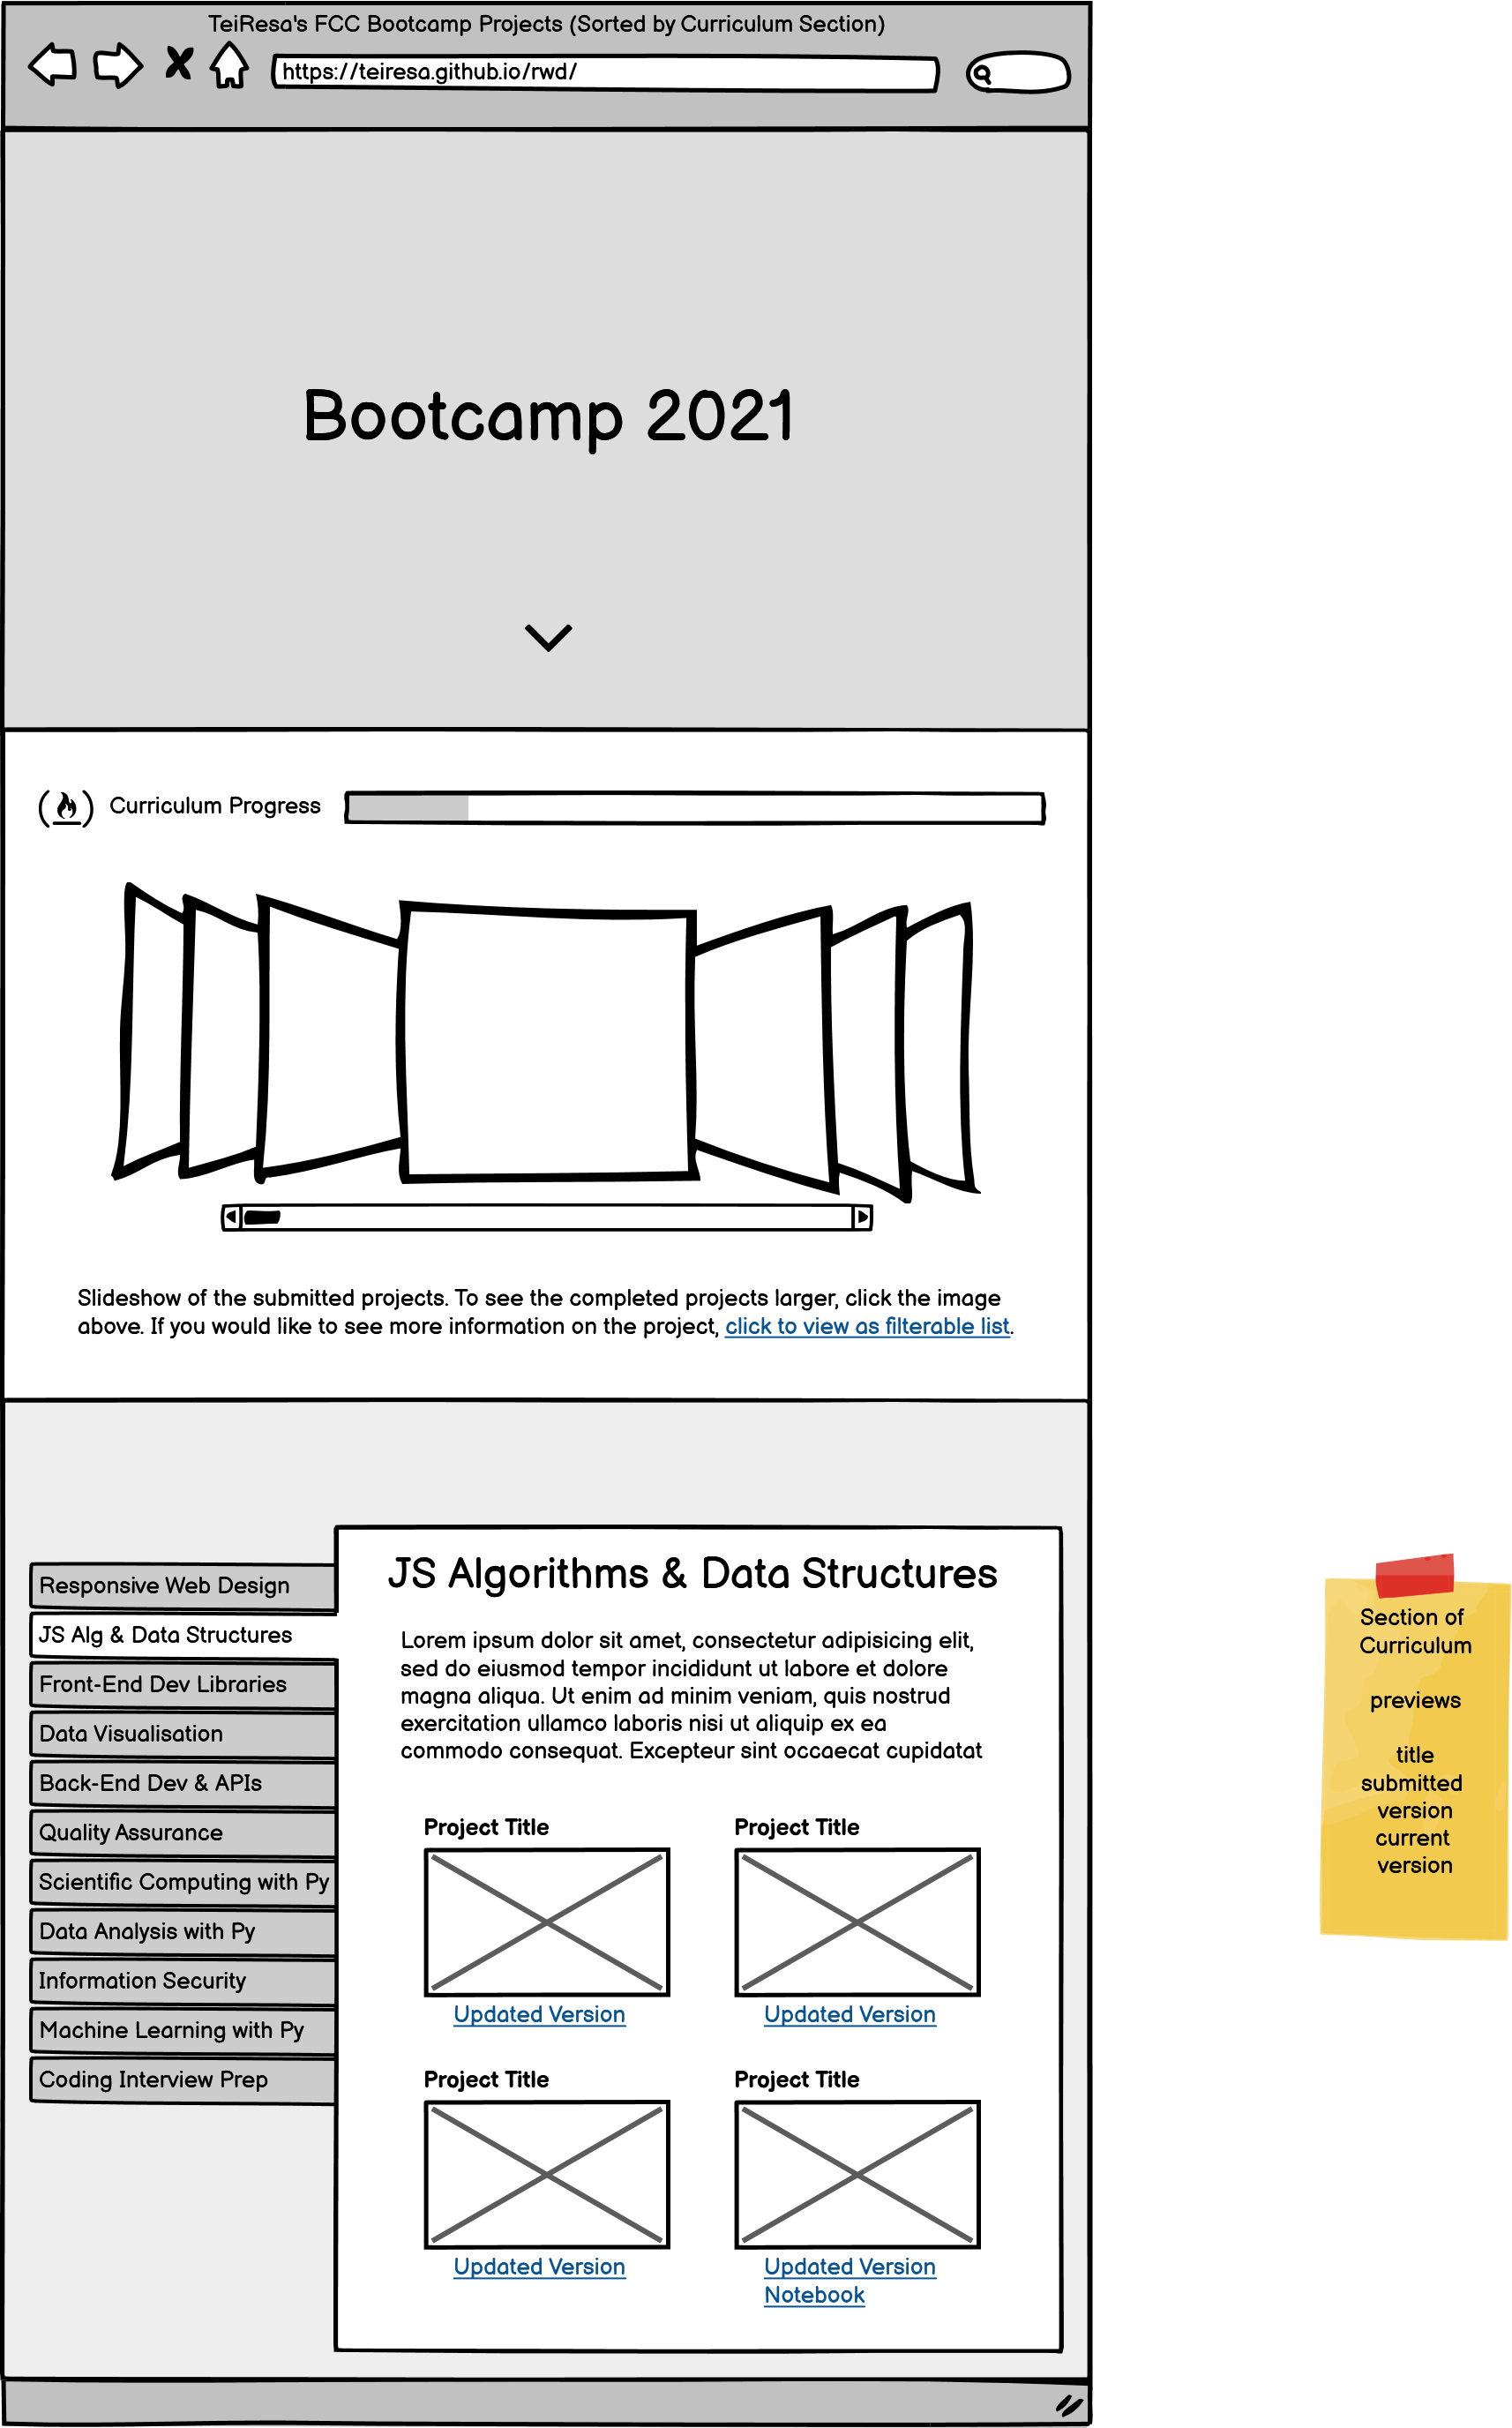 TeiResa's FCC Bootcamp Projects (Sorted by Curriculum Section)
https://teiresa.github.io/rwd/
Bootcamp 2021
Curriculum Progress
Slideshow of the submitted projects. To see the completed projects larger, click the image
above. If you would like to see more information on the project, click to view as filterable list.
Responsive Web Design
JS Alg & Data Structures
Front-End Dev Libraries
Data Visualisation
Back-End Dev & APIs
Quality Assurance
Scientific Computing with Py
Data Analysis with Py
Information Security
Machine Learning with Py
Coding Interview Prep
JS Algorithms & Data Structures
Lorem ipsum dolor sit amet, consectetur adipisicing elit,
sed do eiusmod tempor incididunt ut labore et dolore
magna aliqua. Ut enim ad minim veniam, quis nostrud
exercitation ullamco laboris nisi ut aliquip ex ea
commodo consequat. Excepteur sint occaecat cupidatat
Project Title
Updated Version
Project Title
Updated Version
Project Title
Updated Version
Project Title
Updated Version
Notebook
Section of
Curriculum
previews
title
submitted
version
current
version